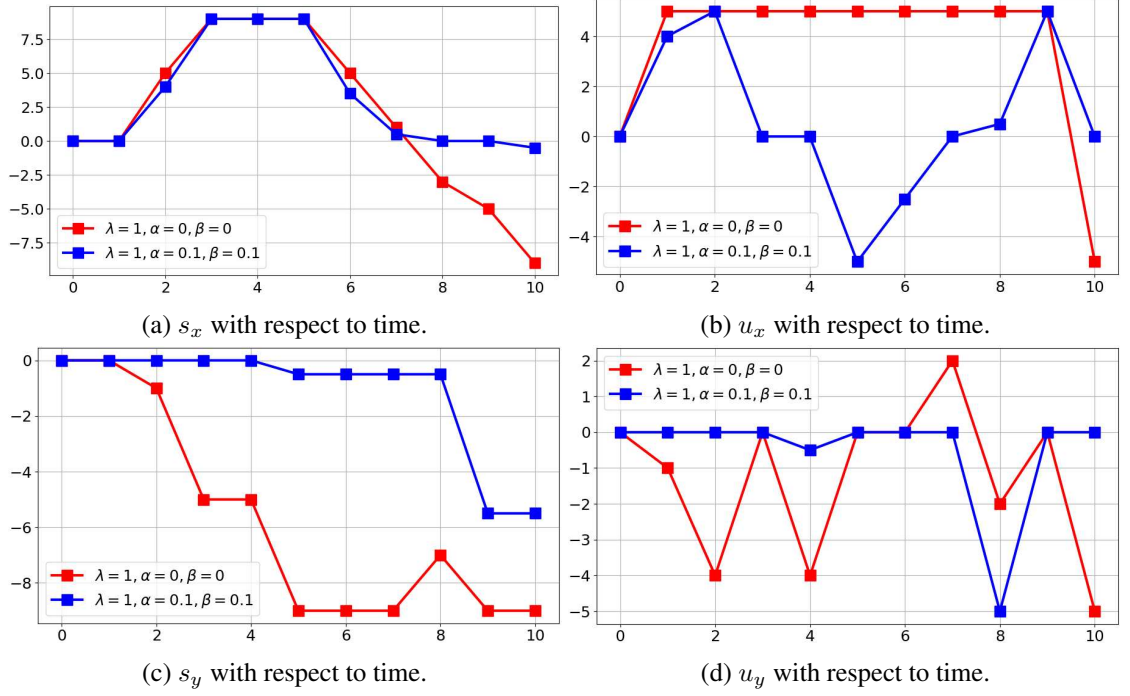 7.5
5.0
2.5
0.0
−2.5
−5.0
−7.5
λ = 1, α = 0, β = 0
λ = 1, α = 0.1, β = 0.1
0 2 4 6 8 10
(a) s_x with respect to time.
4
2
0
−2
−4
λ = 1, α = 0, β = 0
λ = 1, α = 0.1, β = 0.1
0 2 4 6 8 10
(b) u_x with respect to time.
0
−2
−4
−6
−8
λ = 1, α = 0, β = 0
λ = 1, α = 0.1, β = 0.1
0 2 4 6 8 10
(c) s_y with respect to time.
2
1
0
−1
−2
−3
−4
−5
λ = 1, α = 0, β = 0
λ = 1, α = 0.1, β = 0.1
0 2 4 6 8 10
(d) u_y with respect to time.